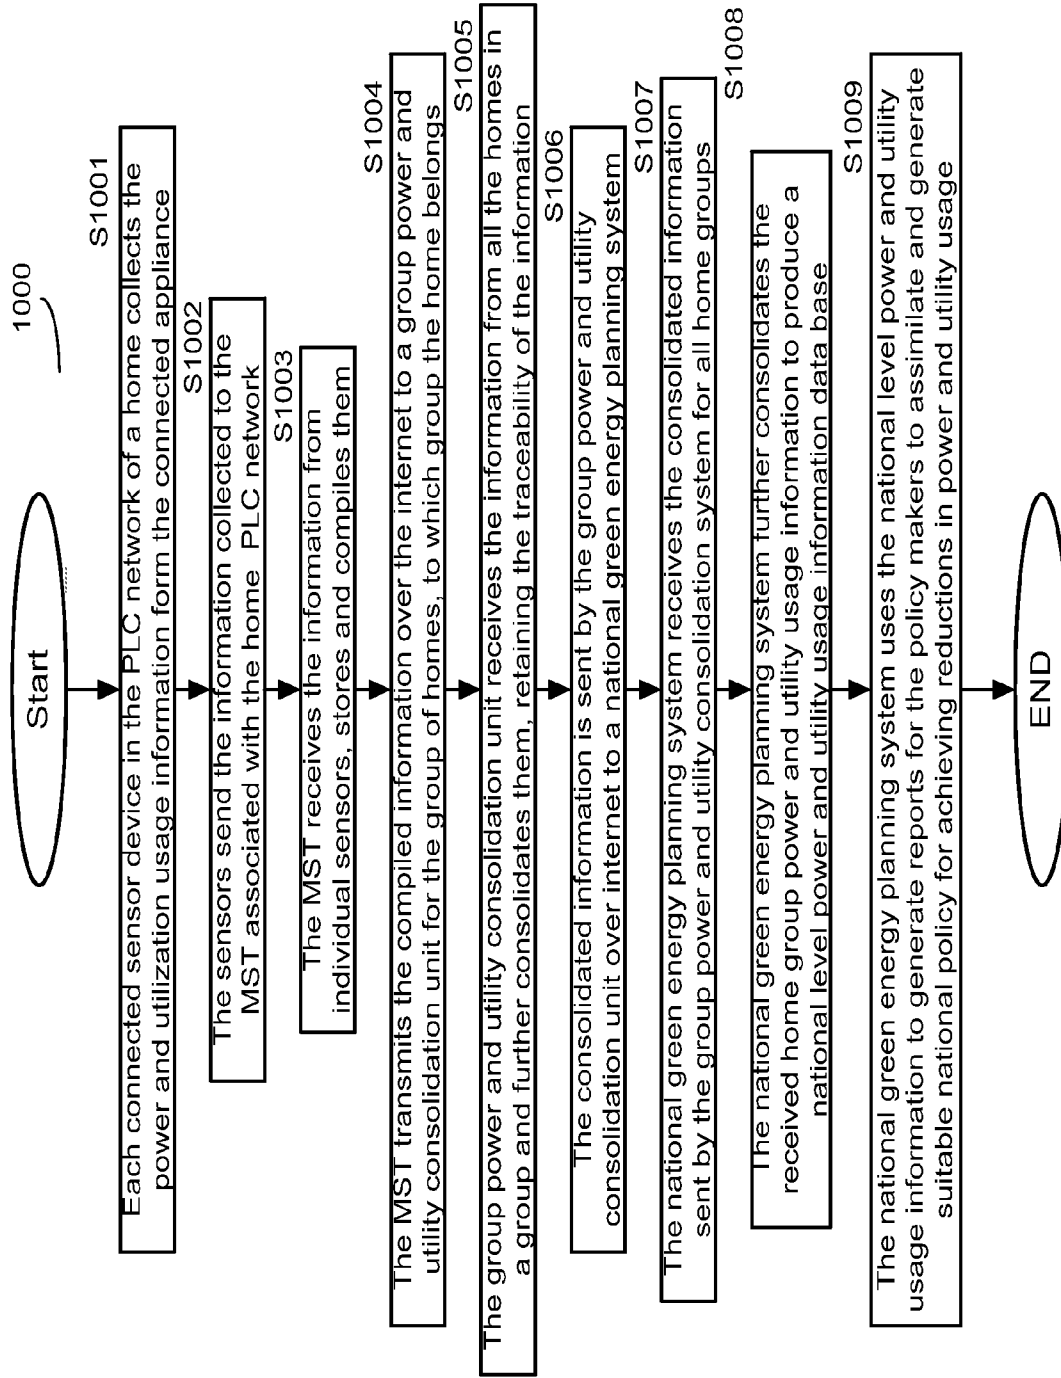 1000
Start
S1001
Each connected sensor device in the PLC network of a home collects the
power and utilization usage information form the connected appliance
S1002
The sensors send the information collected to the
MST associated with the home PLC network
S1003
The MST receives the information from
individual sensors, stores and compiles them
S1004
The MST transmits the compiled information over the internet to a group power and
utility consolidation unit for the group of homes, to which group the home belongs
S1005
The group power and utility consolidation unit receives the information from all the homes in
a group and further consolidates them, retaining the traceability of the information
S1006
The consolidated information is sent by the group power and utility
consolidation unit over internet to a national green energy planning system
S1007
The national green energy planning system receives the consolidated information
sent by the group power and utility consolidation system for all home groups
S1008
The national green energy planning system further consolidates the
received home group power and utility usage information to produce a
national level power and utility usage information data base
S1009
The national green energy planning system uses the national level power and utility
usage information to generate reports for the policy makers to assimilate and generate
suitable national policy for achieving reductions in power and utility usage
END